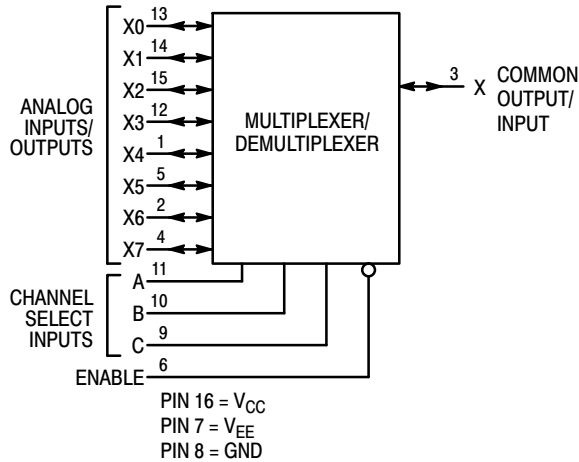 X0 13
X1 14
X2 15
X3 12
X4 1
X5 5
X6 2
X7 4
ANALOG
INPUTS/
OUTPUTS
MULTIPLEXER/
DEMULTIPLEXER
3 X COMMON
OUTPUT/
INPUT
A 11
B 10
C 9
CHANNEL
SELECT
INPUTS
ENABLE 6
PIN 16 = VCC
PIN 7 = VEE
PIN 8 = GND